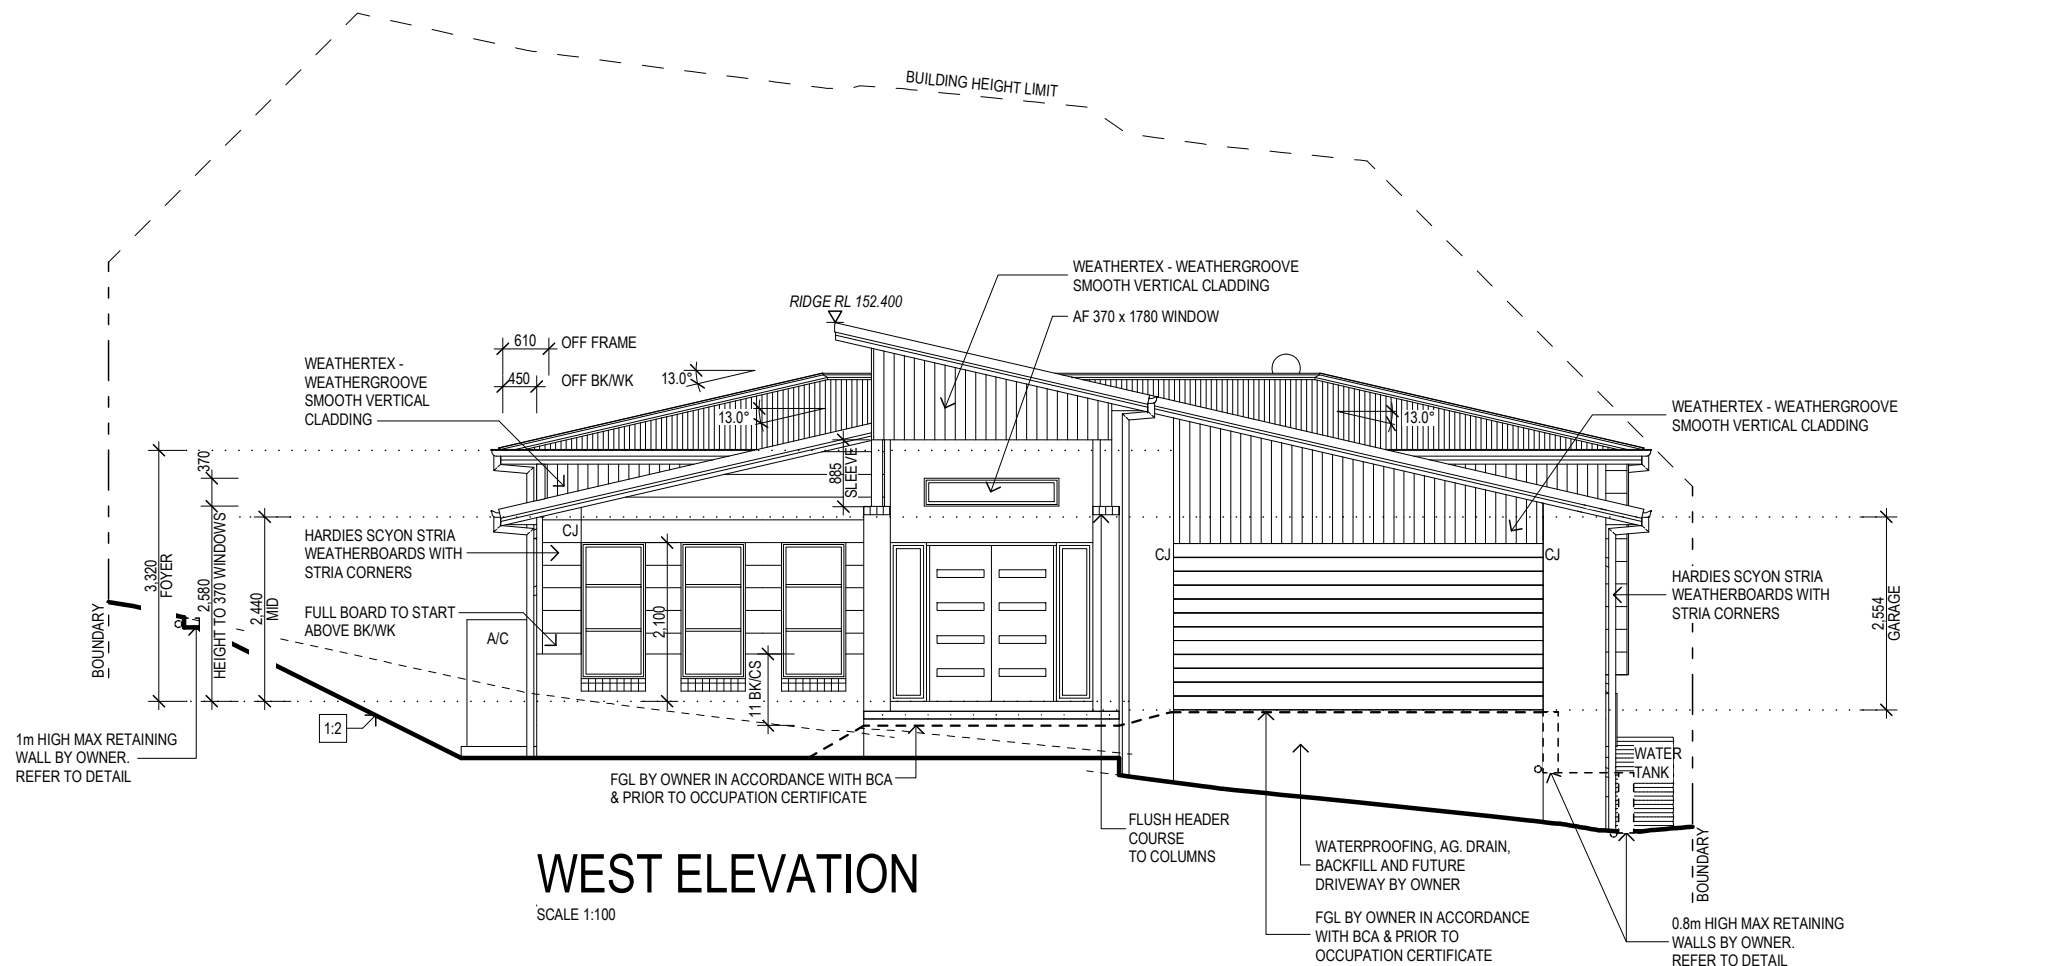 BUILDING HEIGHT LIMIT
WEATHERTEX - WEATHERGROOVE
SMOOTH VERTICAL CLADDING
RIDGE RL 152.400
AF 370 x 1780 WINDOW
610
OFF FRAME
450
OFF BK/WK
13.0°
WEATHERTEX -
WEATHERGROOVE
SMOOTH VERTICAL
CLADDING
13.0°
13.0°
WEATHERTEX - WEATHERGROOVE
SMOOTH VERTICAL CLADDING
370
885
SLEEVE
3,320
FOYER
2,580
HEIGHT TO 370 WINDOWS
2,440
MID
HARDIES SCYON STRIA
WEATHERBOARDS WITH
STRIA CORNERS
CJ
CJ
CJ
HARDIES SCYON STRIA
WEATHERBOARDS WITH
STRIA CORNERS
2,554
GARAGE
FULL BOARD TO START
ABOVE BK/WK
A/C
2,100
11 BK/CS
BOUNDARY
1:2
1m HIGH MAX RETAINING
WALL BY OWNER.
REFER TO DETAIL
WATER
TANK
FGL BY OWNER IN ACCORDANCE WITH BCA
& PRIOR TO OCCUPATION CERTIFICATE
FLUSH HEADER
COURSE
TO COLUMNS
WATERPROOFING, AG. DRAIN,
BACKFILL AND FUTURE
DRIVEWAY BY OWNER
BOUNDARY
WEST ELEVATION
SCALE 1:100
FGL BY OWNER IN ACCORDANCE
WITH BCA & PRIOR TO
OCCUPATION CERTIFICATE
0.8m HIGH MAX RETAINING
WALLS BY OWNER.
REFER TO DETAIL